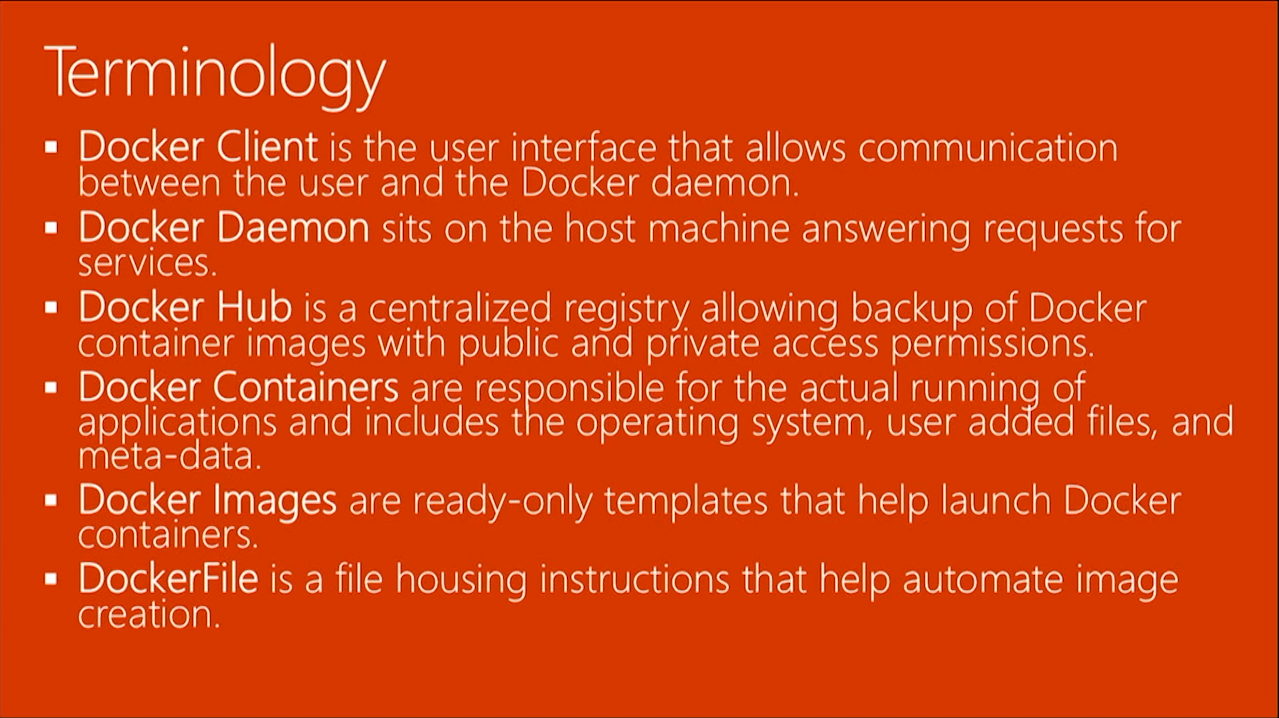 Terminology
▪ Docker Client is the user interface that allows communication
between the user and the Docker daemon.
▪ Docker Daemon sits on the host machine answering requests for
services.
▪ Docker Hub is a centralized registry allowing backup of Docker
container images with public and private access permissions.
▪ Docker Containers are responsible for the actual running of
applications and includes the operating system, user added files, and
meta-data.
▪ Docker Images are ready-only templates that help launch Docker
containers.
▪ DockerFile is a file housing instructions that help automate image
creation.